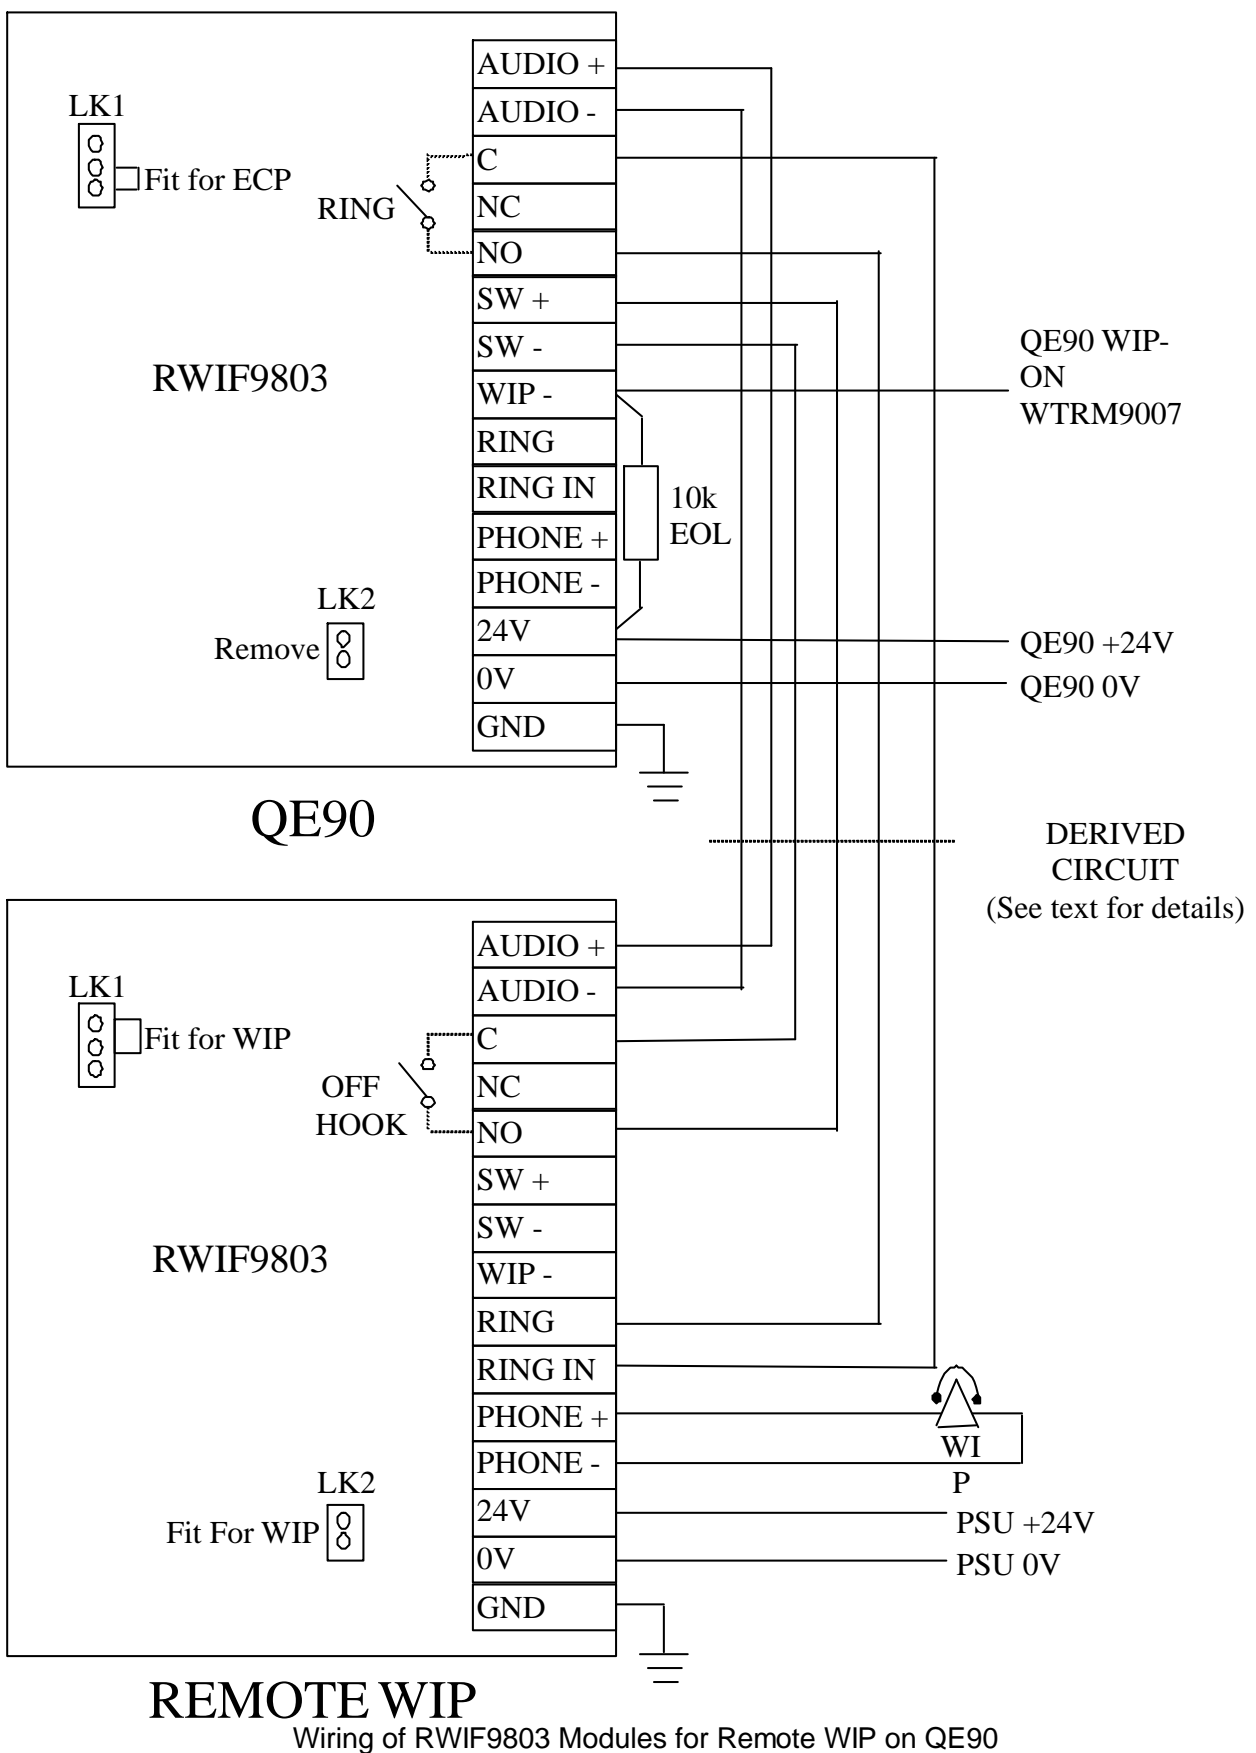 LK1
Fit for ECP
RING
RWIF9803
LK2
Remove
AUDIO +
AUDIO -
C
NC
NO
SW +
SW -
WIP -
RING
RING IN
PHONE +
PHONE -
24V
0V
GND
10k
EOL
QE90 WIP-
ON
WTRM9007
QE90 +24V
QE90 0V
QE90
DERIVED
CIRCUIT
(See text for details)
LK1
Fit for WIP
OFF
HOOK
RWIF9803
LK2
Fit For WIP
AUDIO +
AUDIO -
C
NC
NO
SW +
SW -
WIP -
RING
RING IN
PHONE +
PHONE -
24V
0V
GND
WI
P
PSU +24V
PSU 0V
REMOTE WIP
Wiring of RWIF9803 Modules for Remote WIP on QE90